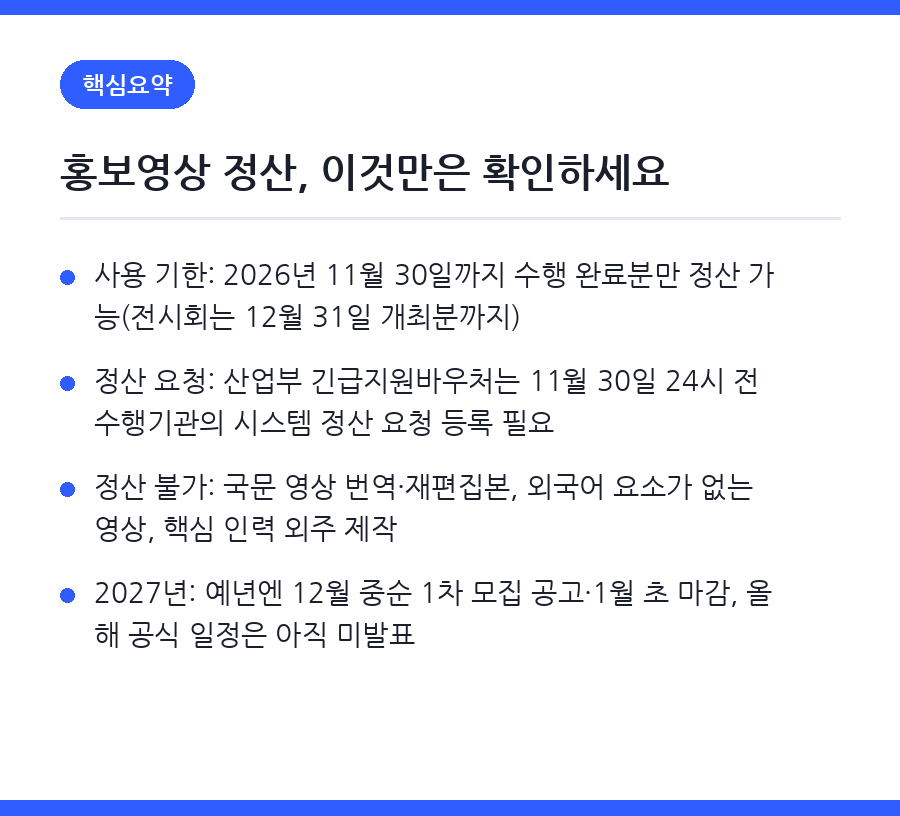 핵심요약
홍보영상 정산, 이것만은 확인하세요
사용 기한: 2026년 11월 30일까지 수행 완료분만 정산 가
능(전시회는 12월 31일 개최분까지)
정산 요청: 산업부 긴급지원바우처는 11월 30일 24시 전
수행기관의 시스템 정산 요청 등록 필요
정산 불가: 국문 영상 번역·재편집본, 외국어 요소가 없는
영상, 핵심 인력 외주 제작
2027년: 예년엔 12월 중순 1차 모집 공고·1월 초 마감, 올
해 공식 일정은 아직 미발표